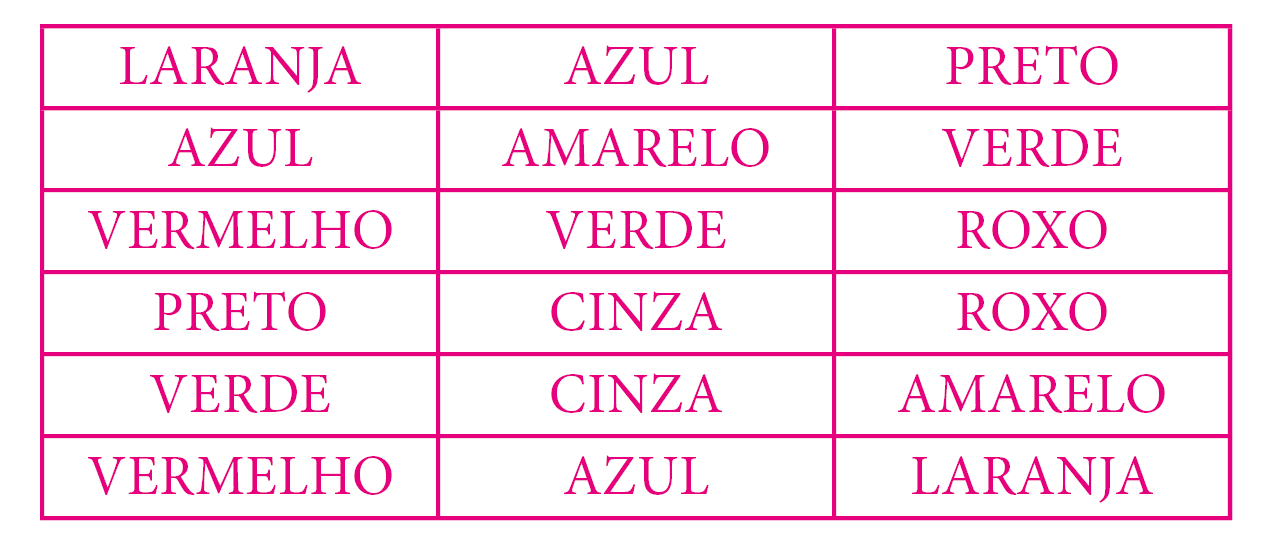 LARANJA AZUL PRETO
AZUL AMARELO VERDE
VERMELHO VERDE ROXO
PRETO CINZA ROXO
VERDE CINZA AMARELO
VERMELHO AZUL LARANJA